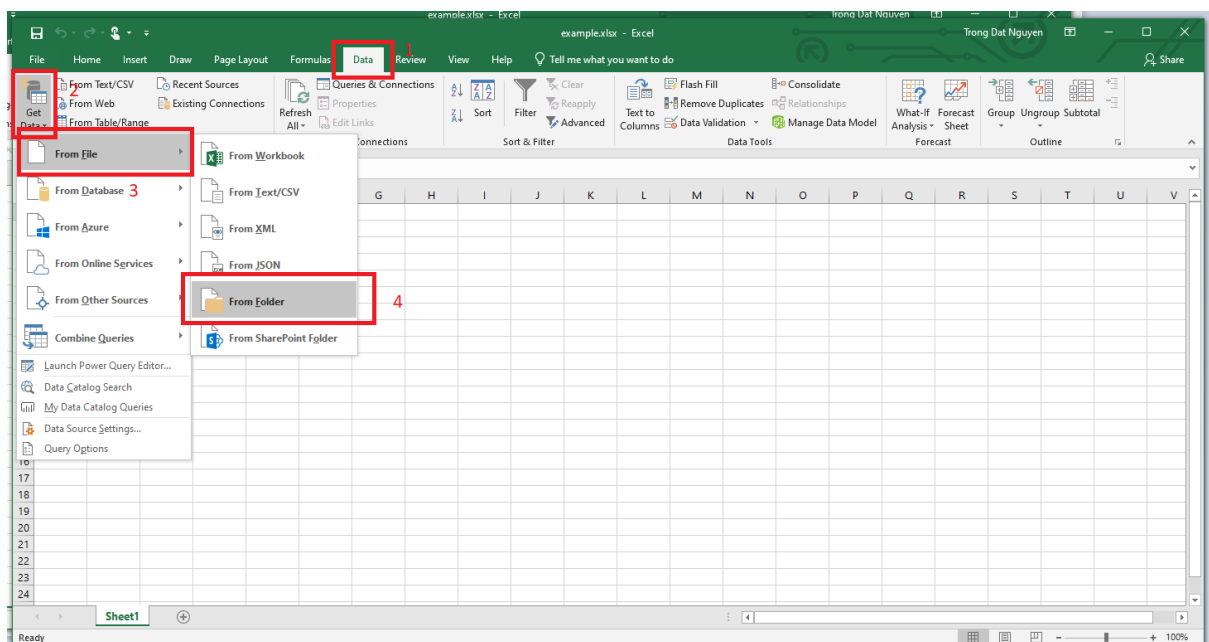 example.xlsx - Excel
Trong Dat Nguyen
example.xlsx - Excel
Trong Dat Nguyen
File Home Insert Draw Page Layout Formulas Data 1 Review View Help Tell me what you want to do Share
Get Data
2
From Text/CSV
From Web
From Table/Range
Recent Sources
Existing Connections
Refresh All
Queries & Connections
Properties
Edit Links
Connections
Sort
Filter
Clear
Reapply
Advanced
Sort & Filter
Text to Columns
Flash Fill
Remove Duplicates
Data Validation
Consolidate
Relationships
Manage Data Model
Data Tools
What-If Analysis
Forecast Sheet
Forecast
Group Ungroup Subtotal
Outline
From File
From Database 3
From Azure
From Online Services
From Other Sources
Combine Queries
Launch Power Query Editor...
Data Catalog Search
My Data Catalog Queries
Data Source Settings...
Query Options
From Workbook
From Text/CSV
From XML
From JSON
From Folder 4
From SharePoint Folder
G H I J K L M N O P Q R S T U V
16
17
18
19
20
21
22
23
24
Sheet1
Ready
100%